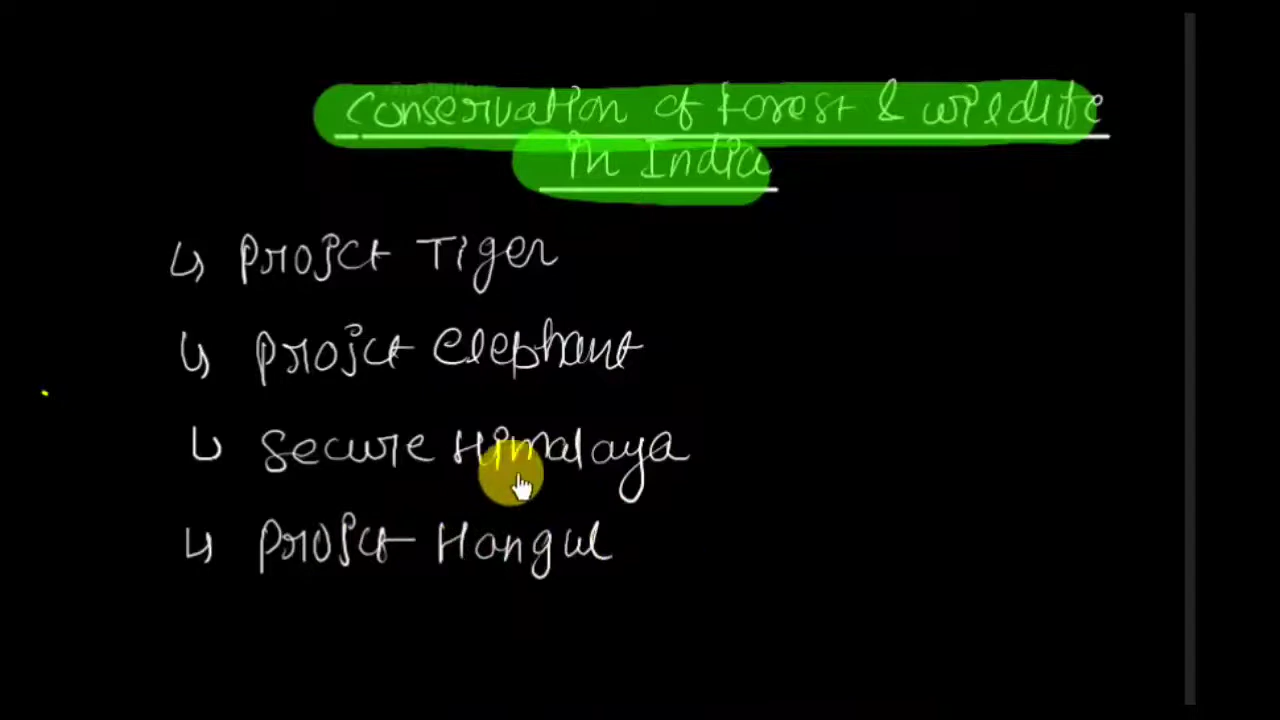 Conservation of Forest & wildlife
in India
↳ Project Tiger
↳ Project Elephant
↳ Secure Himalaya
↳ Project Hangul